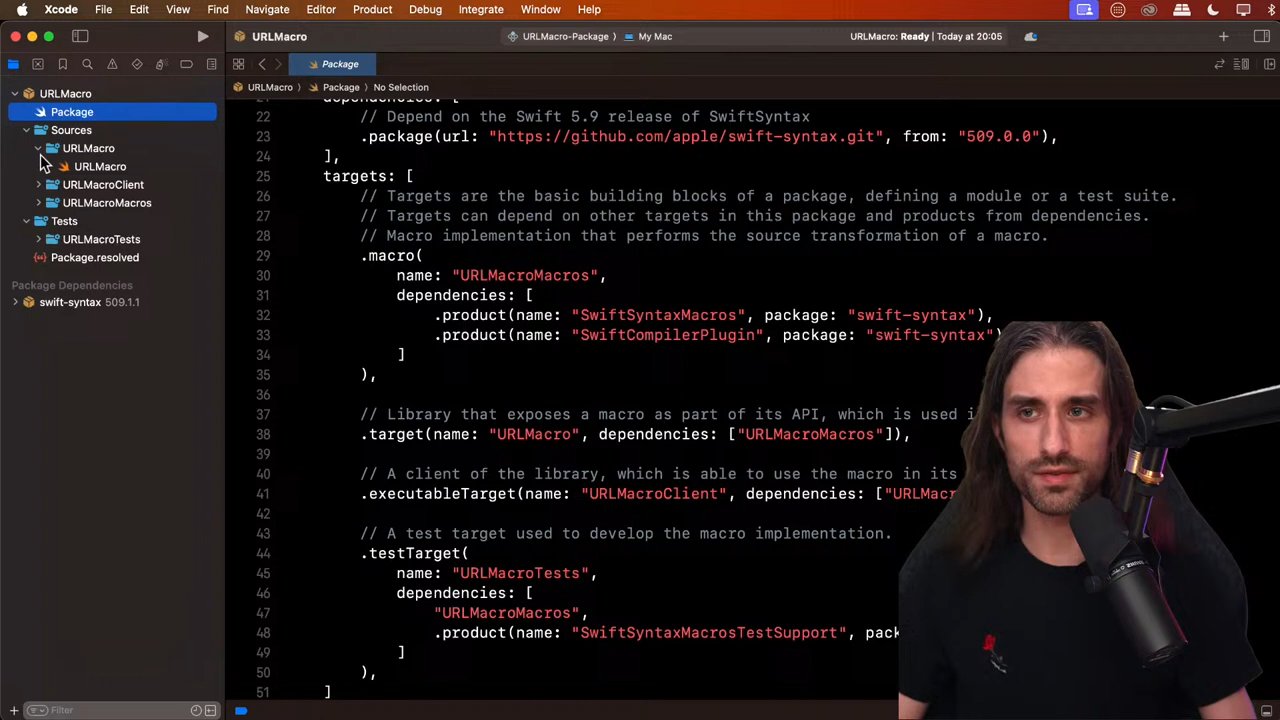 Xcode File Edit View Find Navigate Editor Product Debug Integrate Window Help
URLMacro
URLMacro-Package
My Mac
URLMacro: Ready | Today at 20:05
Package
URLMacro
Package
No Selection
URLMacro
Package
Sources
URLMacro
URLMacro
URLMacroClient
URLMacroMacros
Tests
URLMacroTests
Package.resolved
Package Dependencies
swift-syntax 509.1.1
Filter
dependencies: [
22 // Depend on the Swift 5.9 release of SwiftSyntax
23 .package(url: "https://github.com/apple/swift-syntax.git", from: "509.0.0"),
24 ],
25 targets: [
26 // Targets are the basic building blocks of a package, defining a module or a test suite.
27 // Targets can depend on other targets in this package and products from dependencies.
28 // Macro implementation that performs the source transformation of a macro.
29 .macro(
30 name: "URLMacroMacros",
31 dependencies: [
32 .product(name: "SwiftSyntaxMacros", package: "swift-syntax"),
33 .product(name: "SwiftCompilerPlugin", package: "swift-syntax")
34 ]
35 ),
36
37 // Library that exposes a macro as part of its API, which is used i
38 .target(name: "URLMacro", dependencies: ["URLMacroMacros"]),
39
40 // A client of the library, which is able to use the macro in its
41 .executableTarget(name: "URLMacroClient", dependencies: ["URLMacr
42
43 // A test target used to develop the macro implementation.
44 .testTarget(
45 name: "URLMacroTests",
46 dependencies: [
47 "URLMacroMacros",
48 .product(name: "SwiftSyntaxMacrosTestSupport", pack
49 ]
50 ),
51 ]